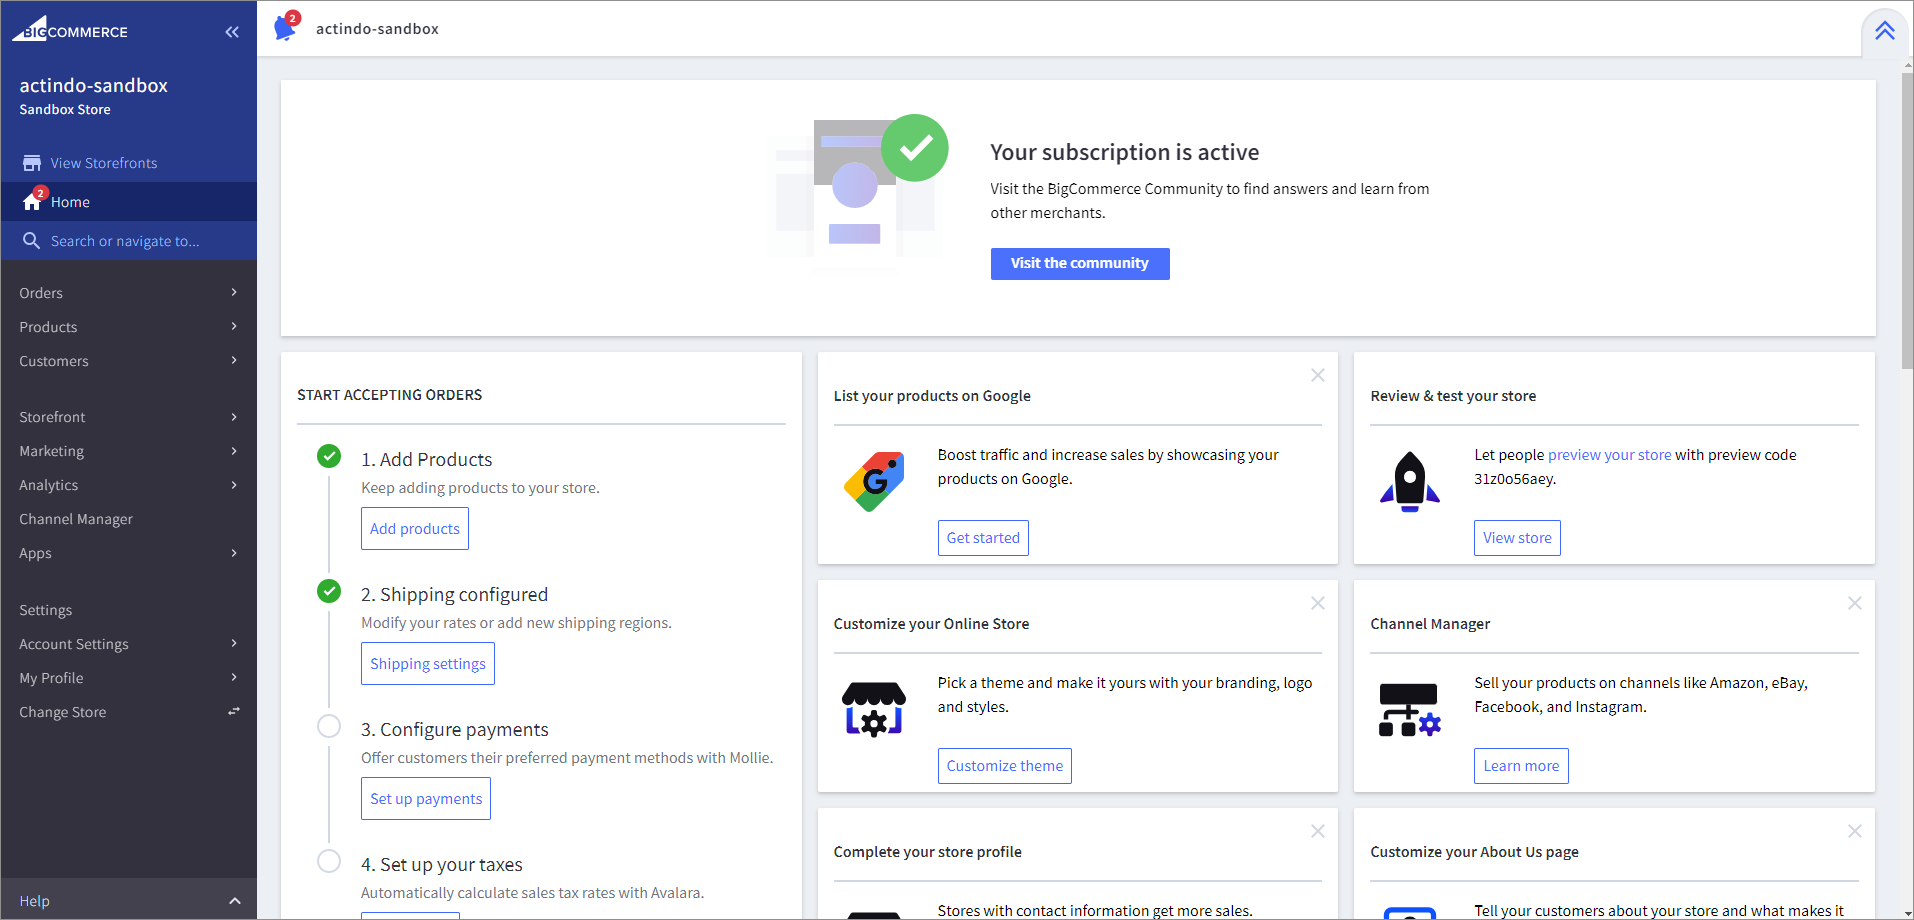 BIGCOMMERCE
actindo-sandbox
Sandbox Store
View Storefronts
2
Home
Search or navigate to...
Orders
Products
Customers
Storefront
Marketing
Analytics
Channel Manager
Apps
Settings
Account Settings
My Profile
Change Store
Help
2
actindo-sandbox
Your subscription is active
Visit the BigCommerce Community to find answers and learn from
other merchants.
Visit the community
START ACCEPTING ORDERS
1. Add Products
Keep adding products to your store.
Add products
2. Shipping configured
Modify your rates or add new shipping regions.
Shipping settings
3. Configure payments
Offer customers their preferred payment methods with Mollie.
Set up payments
4. Set up your taxes
Automatically calculate sales tax rates with Avalara.
List your products on Google
G
Boost traffic and increase sales by showcasing your
products on Google.
Get started
Review & test your store
Let people preview your store with preview code
31z0o56aey.
View store
Customize your Online Store
Pick a theme and make it yours with your branding, logo
and styles.
Customize theme
Channel Manager
Sell your products on channels like Amazon, eBay,
Facebook, and Instagram.
Learn more
Complete your store profile
Stores with contact information get more sales.
Customize your About Us page
Tell your customers about your store and what makes it